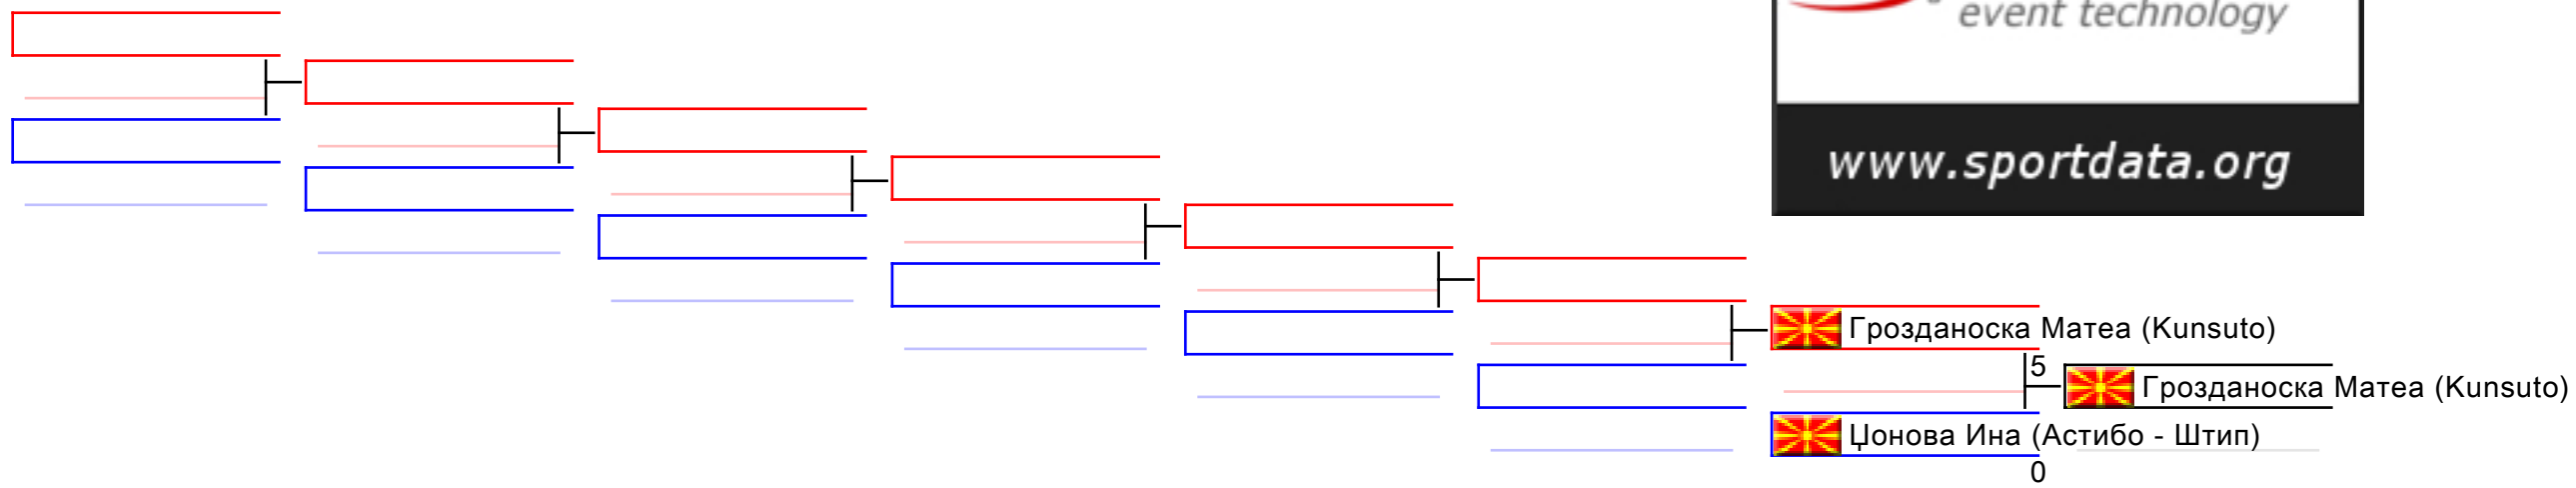 event technology
www.sportdata.org
Грозданоска Матеа (Kunsuto)
5
Грозданоска Матеа (Kunsuto)
Џонова Ина (Астибо - Штип)
0